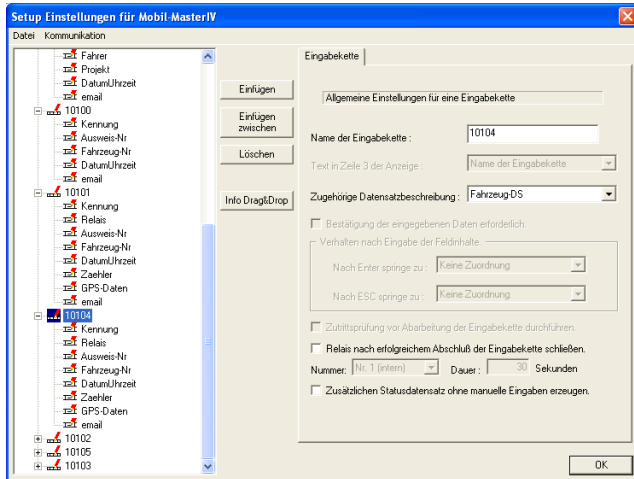 Setup Einstellungen für Mobil-MasterIV
Datei Kommunikation
Fahrer
Projekt
DatumUhrzeit
email
10100
Kennung
Ausweis-Nr
Fahrzeug-Nr
DatumUhrzeit
email
10101
Kennung
Relais
Ausweis-Nr
Fahrzeug-Nr
DatumUhrzeit
Zaehler
GPS-Daten
email
10104
Kennung
Relais
Ausweis-Nr
Fahrzeug-Nr
DatumUhrzeit
Zaehler
GPS-Daten
email
10102
10105
10103
Einfügen
Einfügen
zwischen
Löschen
Info Drag&Drop
Eingabekette
Allgemeine Einstellungen für eine Eingabekette
Name der Eingabekette : 10104
Text in Zeile 3 der Anzeige : Name der Eingabekette
Zugehörige Datensatzbeschreibung : Fahrzeug-DS
Bestätigung der eingegebenen Daten erforderlich.
Verhalten nach Eingabe der Feldinhalte.
Nach Enter springe zu : Keine Zuordnung
Nach ESC springe zu : Keine Zuordnung
Zutrittsprüfung vor Abarbeitung der Eingabekette durchführen.
Relais nach erfolgreichem Abschluß der Eingabekette schließen.
Nummer: Nr. 1 (intern) Dauer : 30 Sekunden
Zusätzlichen Statusdatensatz ohne manuelle Eingaben erzeugen.
OK